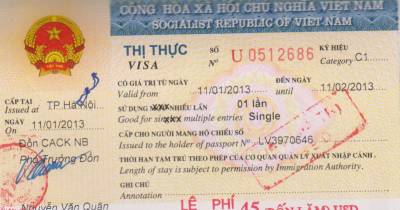 CỘNG HÒA XÃ HỘI CHỦ NGHĨA VIỆT NAM
SOCIALIST REPUBLIC OF VIET NAM
THỊ THỰC
VISA
SỐ
Nº U 0512686
KÝ HIỆU
Category C1
CÓ GIÁ TRỊ TỪ NGÀY 11/01/2013
Valid from
ĐẾN NGÀY 11/02/2013
until
CẤP TẠI TP.Hà Nội
Issued at
NGÀY 11/01/2013
On
SỬ DỤNG xxx NHIỀU LẦN 01 lần
Good for single xxx multiple entries Single
Đồn CACK NB
Phó Trưởng Đồn
CẤP CHO NGƯỜI MANG HỘ CHIẾU SỐ
Issued to the holder of passport Nº LV3970646
THỜI HẠN TẠM TRÚ THEO PHÉP CỦA CƠ QUAN QUẢN LÝ XUẤT NHẬP CẢNH.
Length of stay is subject to permission by Immigration Authority.
GHI CHÚ
Annotation
Nguyễn Văn Quân
LỆ PHÍ 45
USD